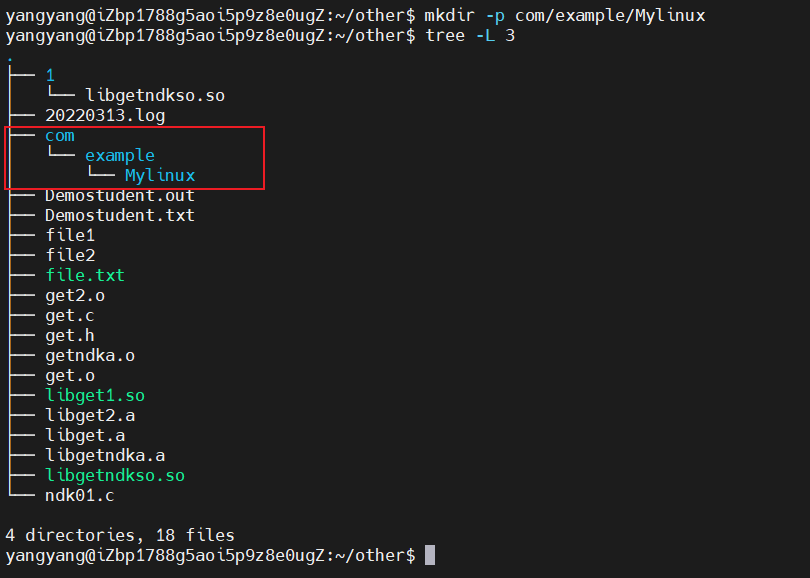 yangyang@iZbp1788g5aoi5p9z8e0ugZ:~/other$ mkdir -p com/example/Mylinux
yangyang@iZbp1788g5aoi5p9z8e0ugZ:~/other$ tree -L 3
.
├── 1
│   └── libgetndkso.so
├── 20220313.log
├── com
│   └── example
│       └── Mylinux
├── Demostudent.out
├── Demostudent.txt
├── file1
├── file2
├── file.txt
├── get2.o
├── get.c
├── get.h
├── getndka.o
├── get.o
├── libget1.so
├── libget2.a
├── libget.a
├── libgetndka.a
├── libgetndkso.so
└── ndk01.c
4 directories, 18 files
yangyang@iZbp1788g5aoi5p9z8e0ugZ:~/other$